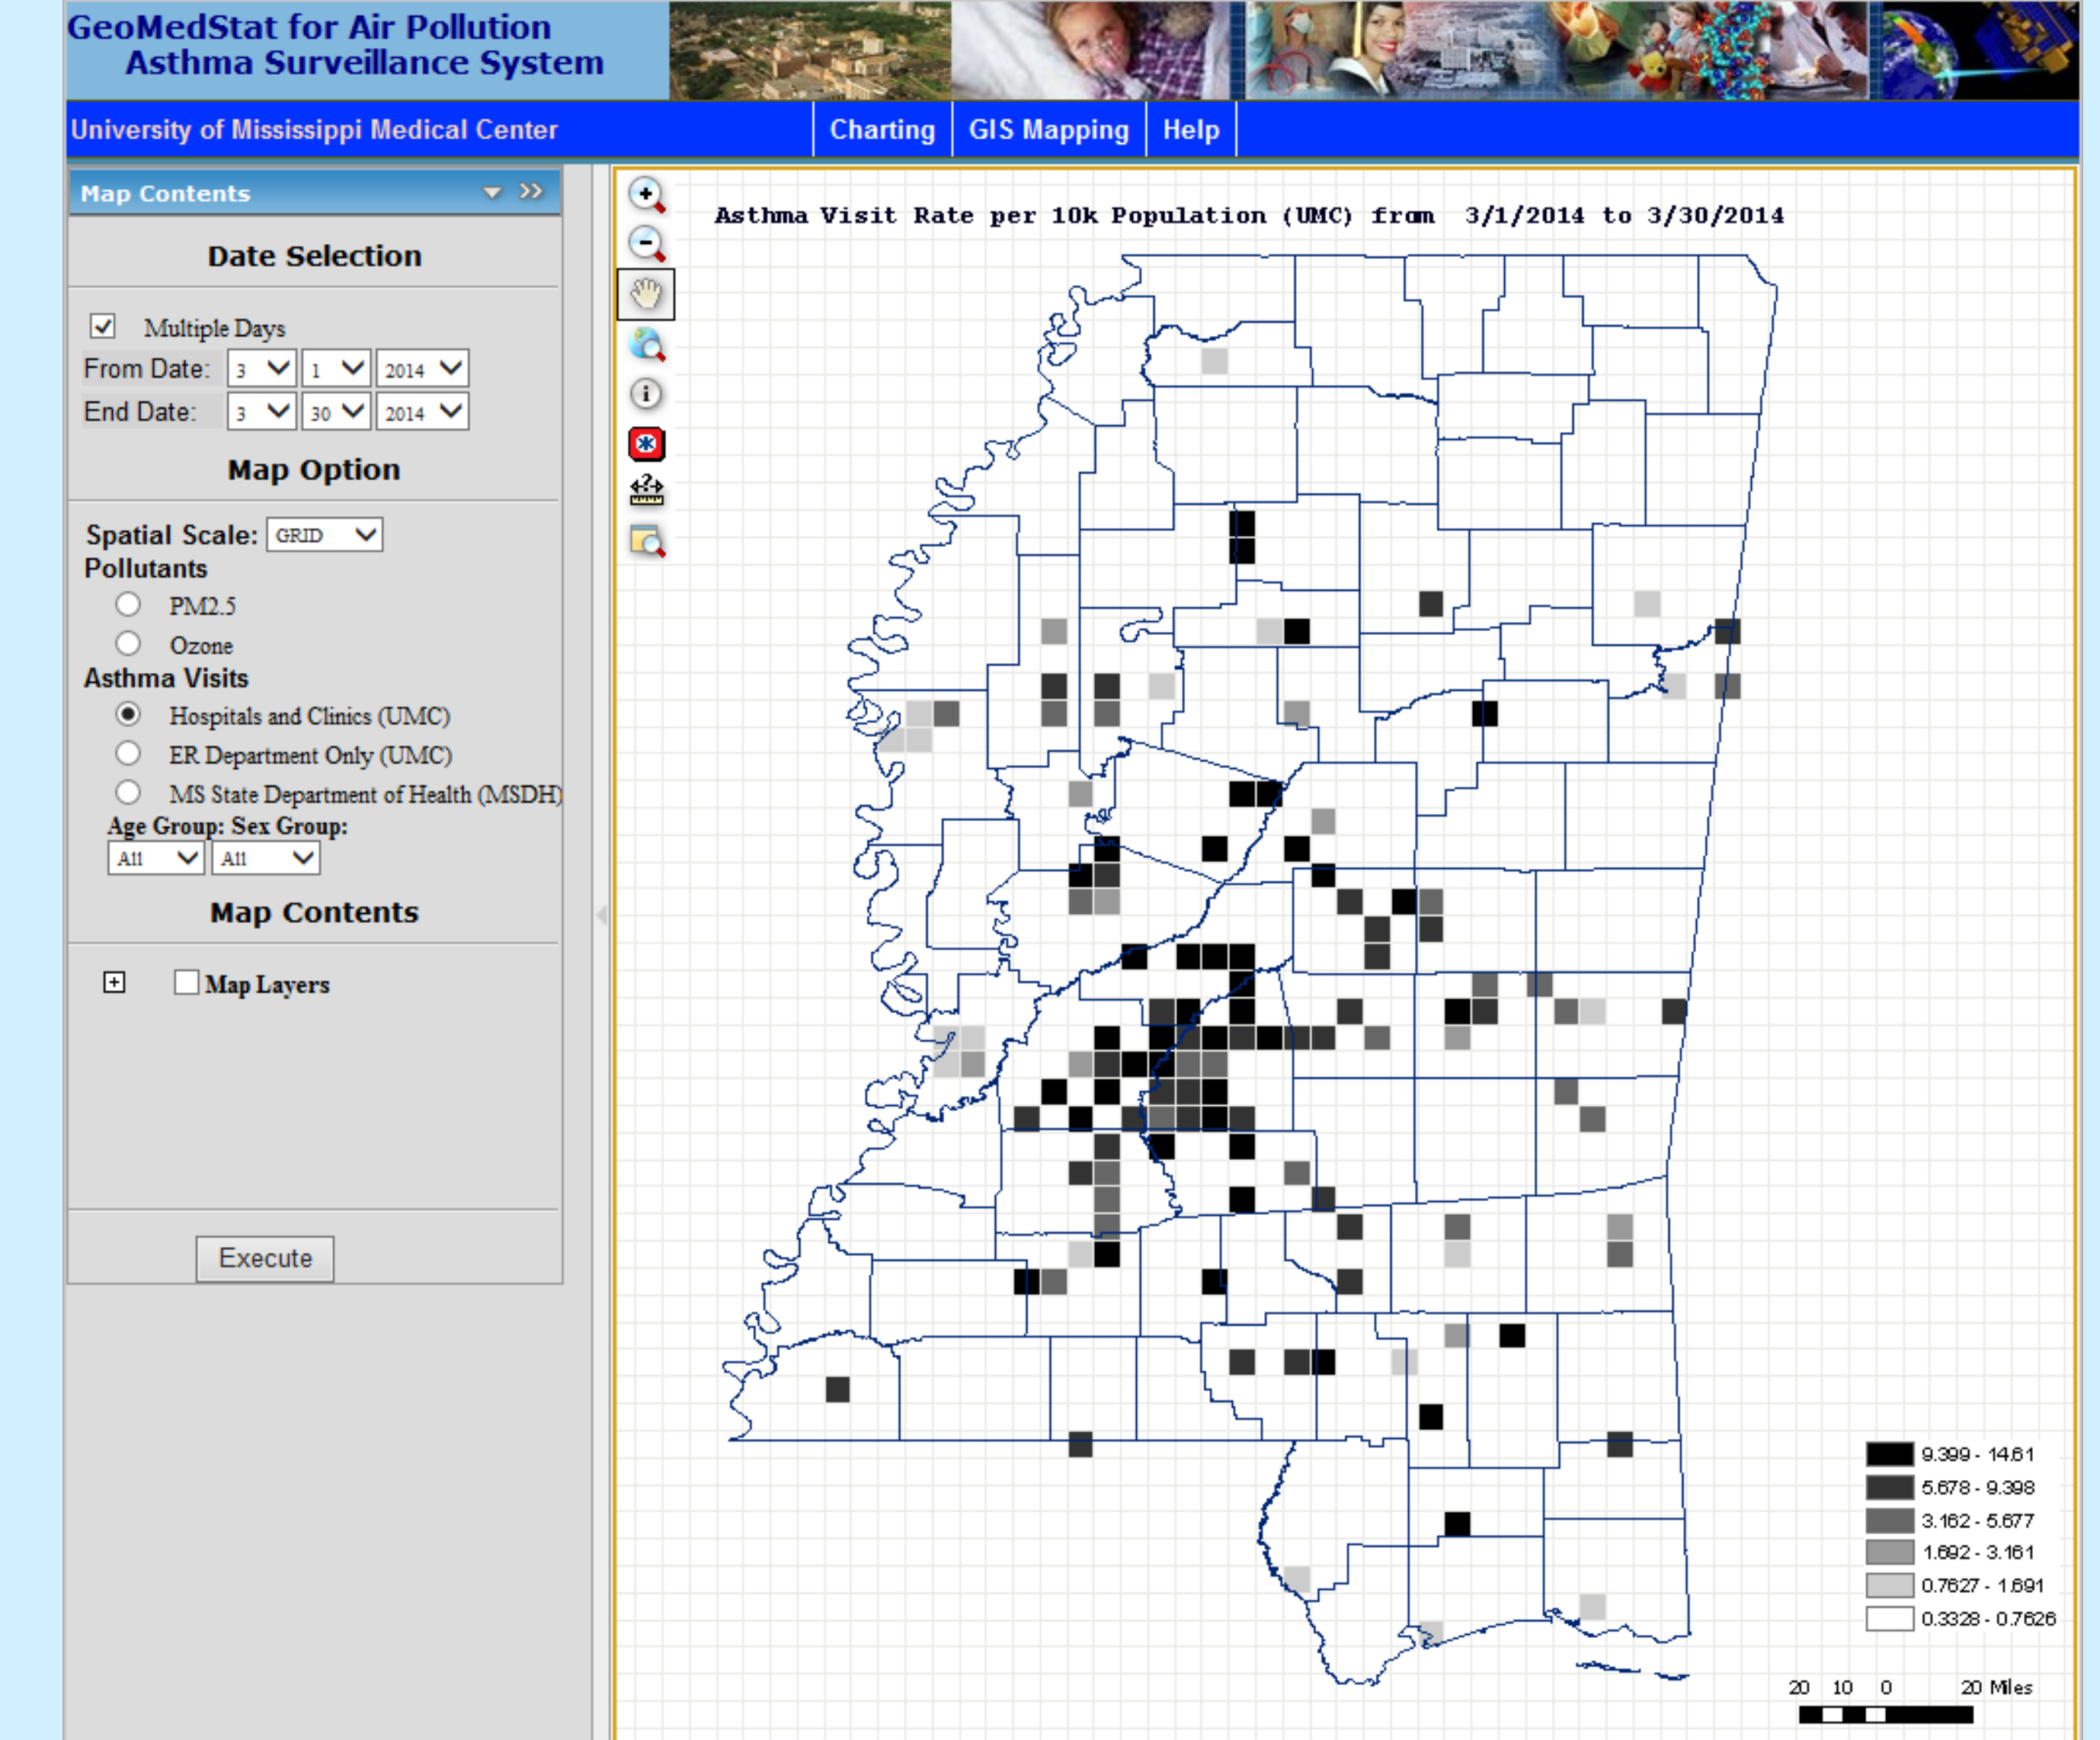 GeoMedStat for Air Pollution
Asthma Surveillance System
University of Mississippi Medical Center
Charting
GIS Mapping
Help
Map Contents
Date Selection
Multiple Days
From Date: 3 1 2014
End Date: 3 30 2014
Map Option
Spatial Scale: GRID
Pollutants
PM2.5
Ozone
Asthma Visits
Hospitals and Clinics (UMC)
ER Department Only (UMC)
MS State Department of Health (MSDH)
Age Group: Sex Group:
All All
Map Contents
Map Layers
Execute
Asthma Visit Rate per 10k Population (UMC) from 3/1/2014 to 3/30/2014
9.399 - 14.61
5.678 - 9.398
3.162 - 5.677
1.692 - 3.161
0.7627 - 1.691
0.3328 - 0.7626
20 10 0 20 Miles